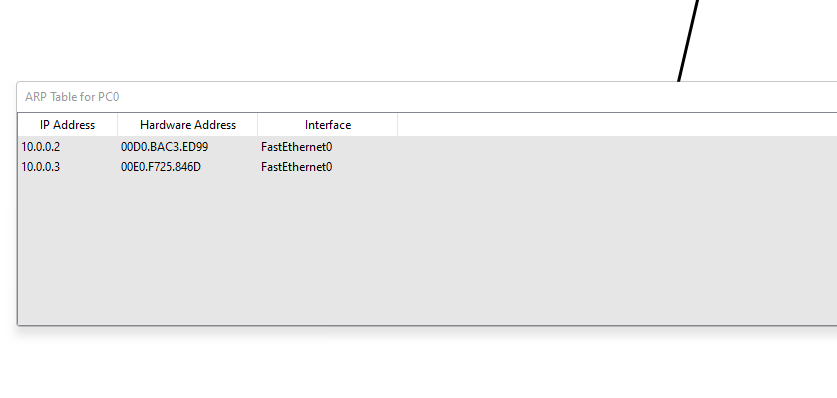 ARP Table for PC0
IP Address Hardware Address Interface
10.0.0.2 00D0.BAC3.ED99 FastEthernet0
10.0.0.3 00E0.F725.846D FastEthernet0